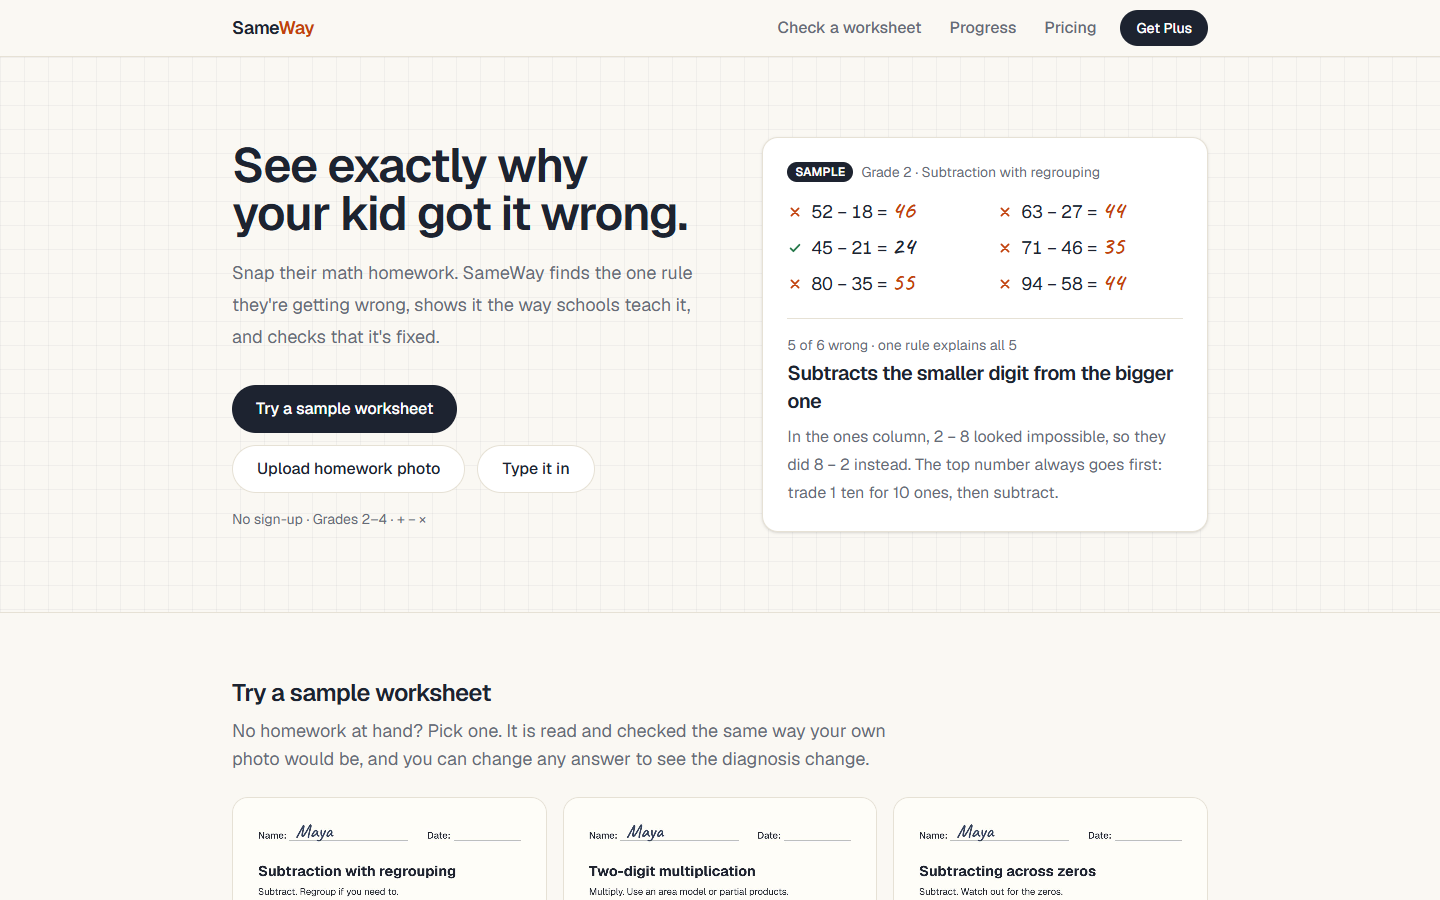 SameWay
Check a worksheet Progress Pricing Get Plus
See exactly why
your kid got it wrong.
Snap their math homework. SameWay finds the one rule
they're getting wrong, shows it the way schools teach it,
and checks that it's fixed.
Try a sample worksheet
Upload homework photo Type it in
No sign-up · Grades 2–4 · + − ×
SAMPLE Grade 2 · Subtraction with regrouping
× 52 − 18 = 46 × 63 − 27 = 44
✓ 45 − 21 = 24 × 71 − 46 = 35
× 80 − 35 = 55 × 94 − 58 = 44
5 of 6 wrong · one rule explains all 5
Subtracts the smaller digit from the bigger
one
In the ones column, 2 − 8 looked impossible, so they
did 8 − 2 instead. The top number always goes first:
trade 1 ten for 10 ones, then subtract.
Try a sample worksheet
No homework at hand? Pick one. It is read and checked the same way your own
photo would be, and you can change any answer to see the diagnosis change.
Name: Maya Date:
Subtraction with regrouping
Subtract. Regroup if you need to.
Name: Maya Date:
Two-digit multiplication
Multiply. Use an area model or partial products.
Name: Maya Date:
Subtracting across zeros
Subtract. Watch out for the zeros.